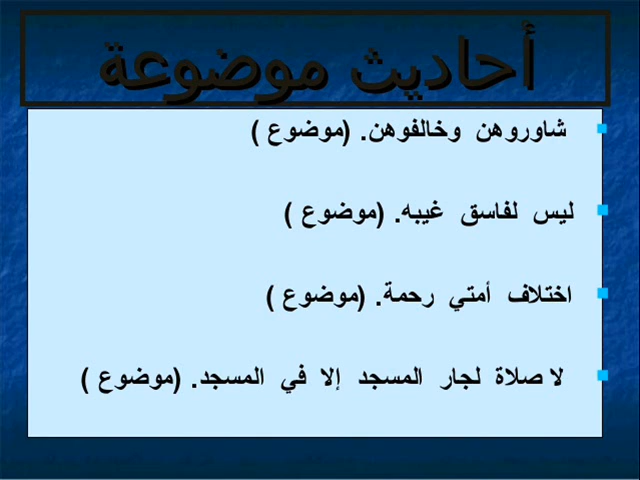 أحاديث موضوعة
شاوروهن وخالفوهن. (موضوع )
ليس لفاسق غيبه. (موضوع )
اختلاف أمتي رحمة. (موضوع )
لا صلاة لجار المسجد إلا في المسجد. (موضوع )